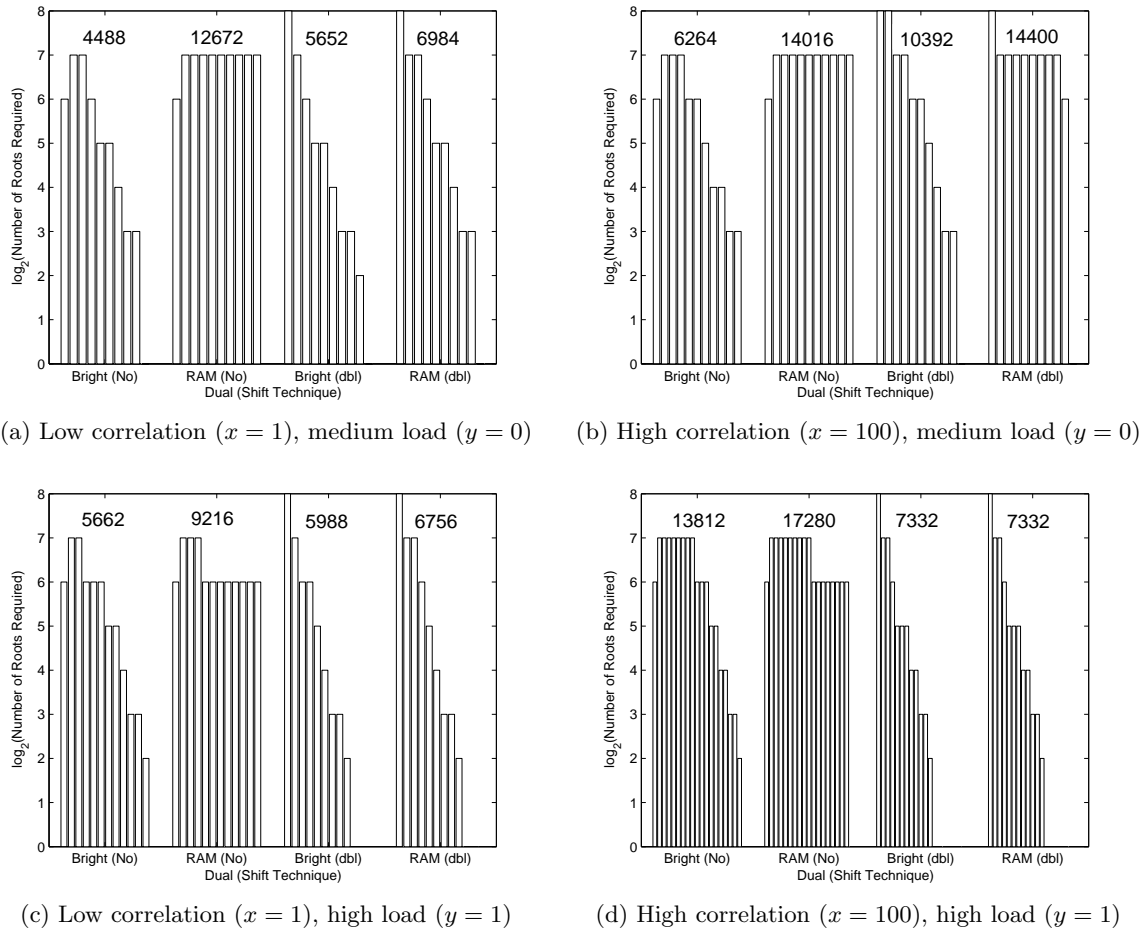 4488 12672 5652 6984
8
7
6
5
4
3
2
1
0
log2(Number of Roots Required)
Bright (No) RAM (No) Bright (dbl) RAM (dbl)
Dual (Shift Technique)
(a) Low correlation (x = 1), medium load (y = 0)
6264 14016 10392 14400
8
7
6
5
4
3
2
1
0
log2(Number of Roots Required)
Bright (No) RAM (No) Bright (dbl) RAM (dbl)
Dual (Shift Technique)
(b) High correlation (x = 100), medium load (y = 0)
5662 9216 5988 6756
8
7
6
5
4
3
2
1
0
log2(Number of Roots Required)
Bright (No) RAM (No) Bright (dbl) RAM (dbl)
Dual (Shift Technique)
(c) Low correlation (x = 1), high load (y = 1)
13812 17280 7332 7332
8
7
6
5
4
3
2
1
0
log2(Number of Roots Required)
Bright (No) RAM (No) Bright (dbl) RAM (dbl)
Dual (Shift Technique)
(d) High correlation (x = 100), high load (y = 1)